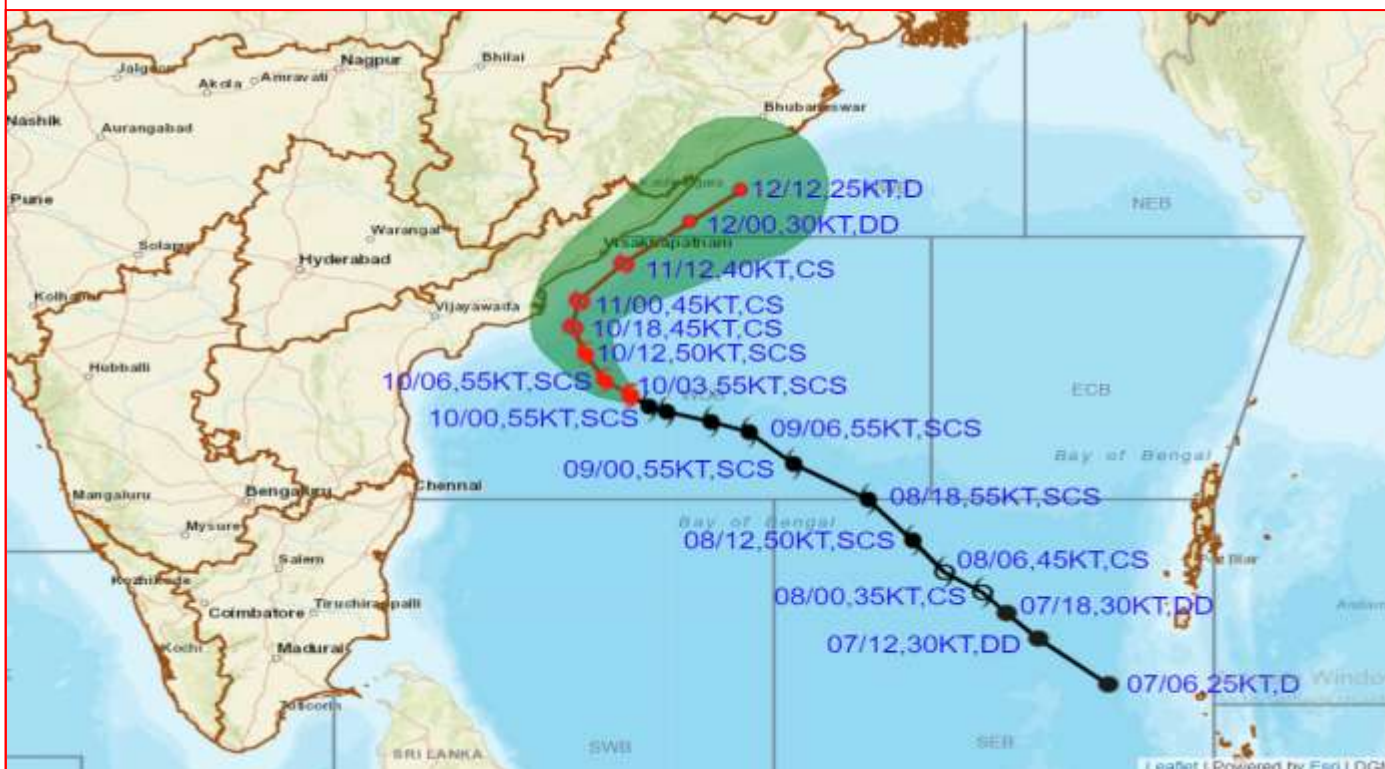 Nagpur
Bhilai
Jalgaon
Amravati
Akola
Bhubaneswar
Nashik
Aurangabad
12/12,25KT,D
Pune
NEB
12/00,30KT,DD
Warangal
Solapur
Visakhapatnam
Hyderabad
11/12,40KT,CS
Kolhapur
Vijayawada
11/00,45KT,CS
10/18,45KT,CS
10/12,50KT,SCS
Hubballi
10/06,55KT,SCS
10/03,55KT,SCS
ECB
10/00,55KT,SCS
09/06,55KT,SCS
Bay of Bengal
09/00,55KT,SCS
Chennai
Mangaluru
Bengaluru
08/18,55KT,SCS
Bay of Bengal
Mysuru
08/12,50KT,SCS
Salem
08/06,45KT,CS
Kozhikode
08/00,35KT,CS
Coimbatore
Tiruchirappalli
07/18,30KT,DD
Kochi
07/12,30KT,DD
Madurai
07/06,25KT,D
SWB
SEB
SRI LANKA
Leaflet | Powered by Esri